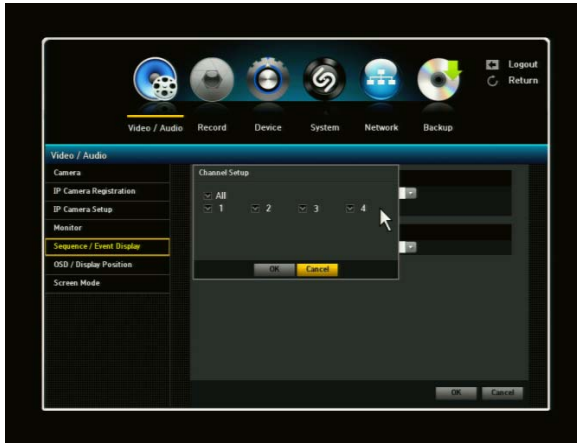 Logout
Return
Video / Audio Record Device System Network Backup
Video / Audio
Camera
IP Camera Registration
IP Camera Setup
Monitor
Sequence / Event Display
OSD / Display Position
Screen Mode
Channel Setup
All
1 2 3 4
OK Cancel
OK Cancel